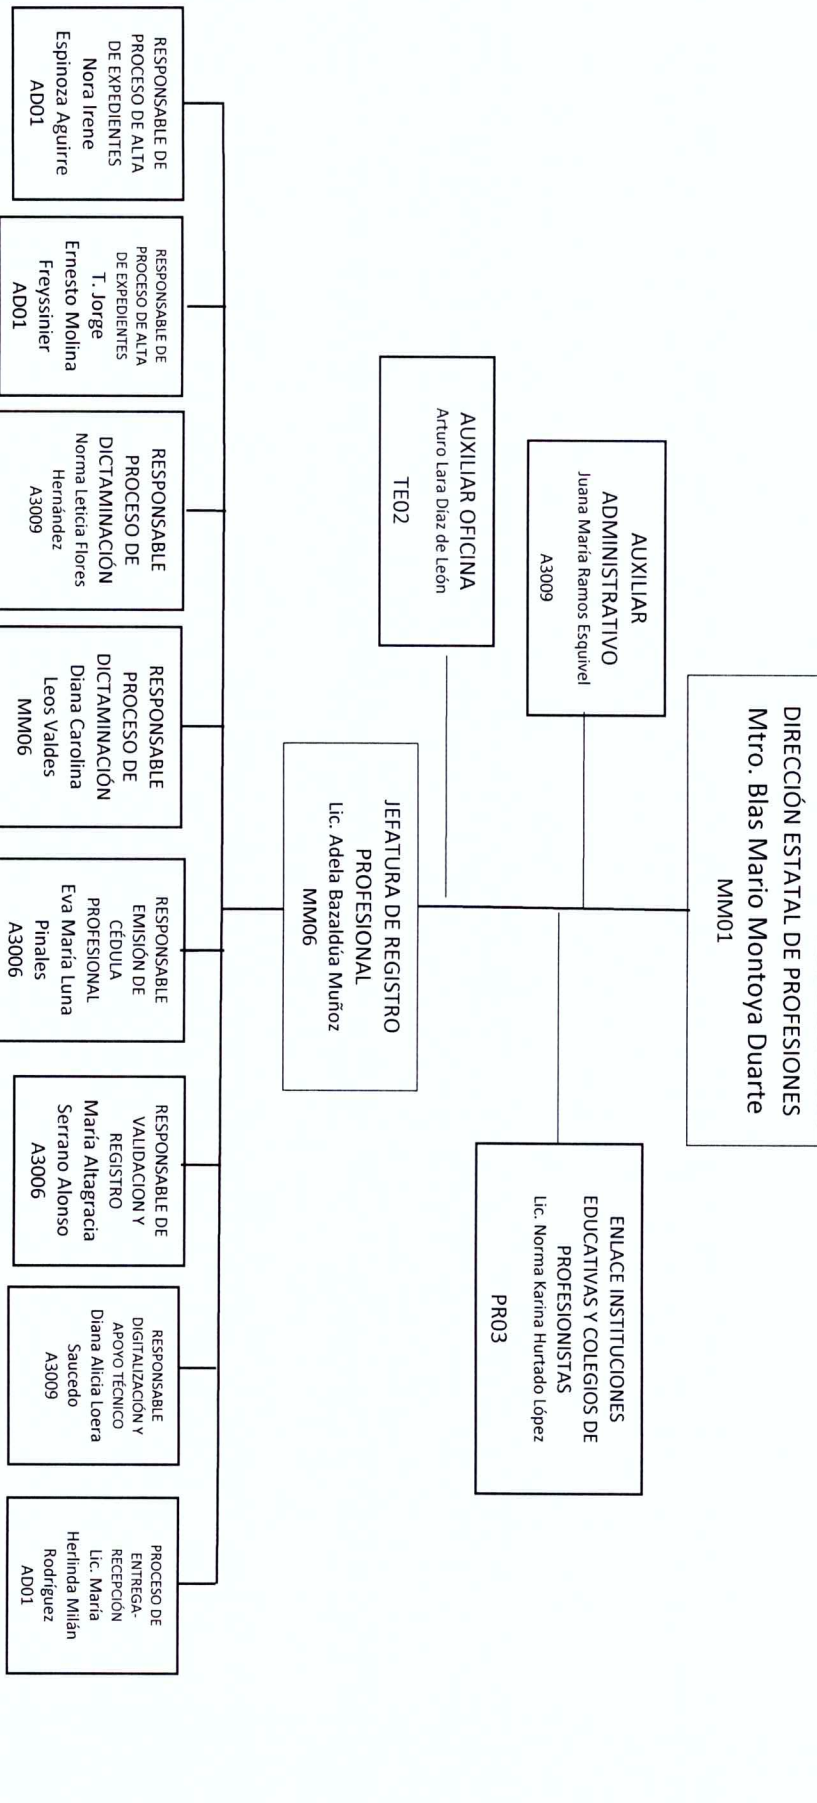 DIRECCIÓN ESTATAL DE PROFESIONES
Mtro. Blas Mario Montoya Duarte
MM01
AUXILIAR
ADMINISTRATIVO
Juana María Ramos Esquivel
A3009
ENLACE INSTITUCIONES
EDUCATIVAS Y COLEGIOS DE
PROFESIONISTAS
Lic. Norma Karina Hurtado López
PR03
AUXILIAR OFICINA
Arturo Lara Díaz de León
TE02
JEFATURA DE REGISTRO
PROFESIONAL
Lic. Adela Bazaldúa Muñoz
MM06
RESPONSABLE DE
PROCESO DE ALTA
DE EXPEDIENTES
Nora Irene
Espinoza Aguirre
AD01
RESPONSABLE DE
PROCESO DE ALTA
DE EXPEDIENTES
T. Jorge
Ernesto Molina
Freyssinier
AD01
RESPONSABLE
PROCESO DE
DICTAMINACIÓN
Norma Leticia Flores
Hernández
A3009
RESPONSABLE
PROCESO DE
DICTAMINACIÓN
Diana Carolina
Leos Valdes
MM06
RESPONSABLE
EMISIÓN DE
CÉDULA
PROFESIONAL
Eva María Luna
Pinales
A3006
RESPONSABLE DE
VALIDACION Y
REGISTRO
María Altagracia
Serrano Alonso
A3006
RESPONSABLE
DIGITALIZACIÓN Y
APOYO TÉCNICO
Diana Alicia Loera
Saucedo
A3009
PROCESO DE
ENTREGA-
RECEPCIÓN
Lic. María
Herlinda Milán
Rodríguez
AD01